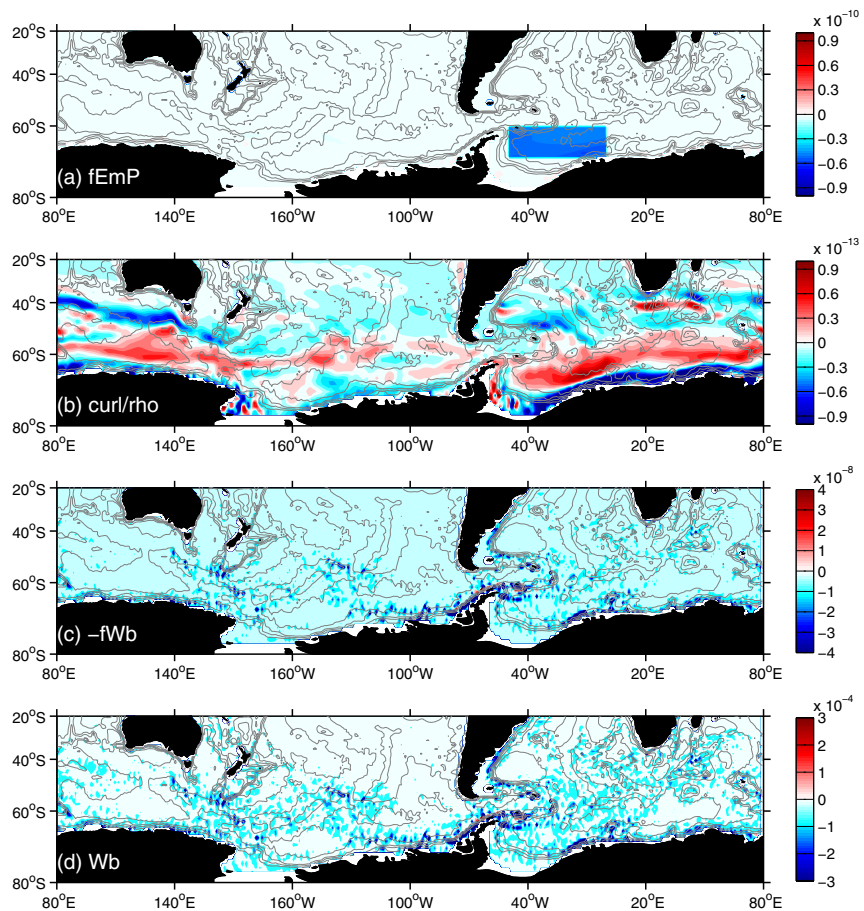 x 10⁻¹⁰
20°S
40°S
60°S
80°S
(a) fEmP
0.9
0.6
0.3
0
−0.3
−0.6
−0.9
80°E 140°E 160°W 100°W 40°W 20°E 80°E
x 10⁻¹³
20°S
40°S
60°S
80°S
(b) curl/rho
0.9
0.6
0.3
0
−0.3
−0.6
−0.9
80°E 140°E 160°W 100°W 40°W 20°E 80°E
x 10⁻⁸
20°S
40°S
60°S
80°S
(c) −fWb
4
3
2
1
0
−1
−2
−3
−4
80°E 140°E 160°W 100°W 40°W 20°E 80°E
x 10⁻⁴
20°S
40°S
60°S
80°S
(d) Wb
3
2
1
0
−1
−2
−3
80°E 140°E 160°W 100°W 40°W 20°E 80°E